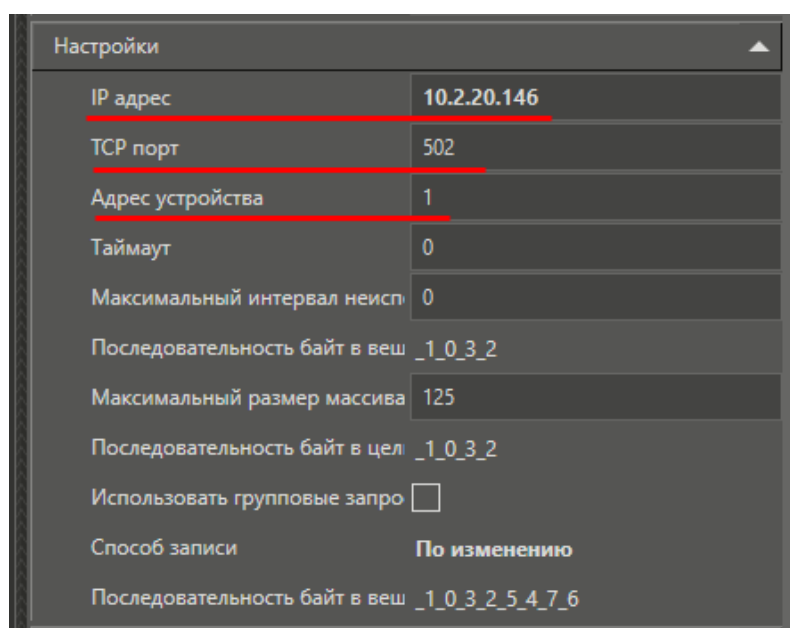 Настройки
IP адрес 10.2.20.146
TCP порт 502
Адрес устройства 1
Таймаут 0
Максимальный интервал неисп 0
Последовательность байт в вещ _1_0_3_2
Максимальный размер массива 125
Последовательность байт в цел _1_0_3_2
Использовать групповые запро
Способ записи По изменению
Последовательность байт в вещ _1_0_3_2_5_4_7_6